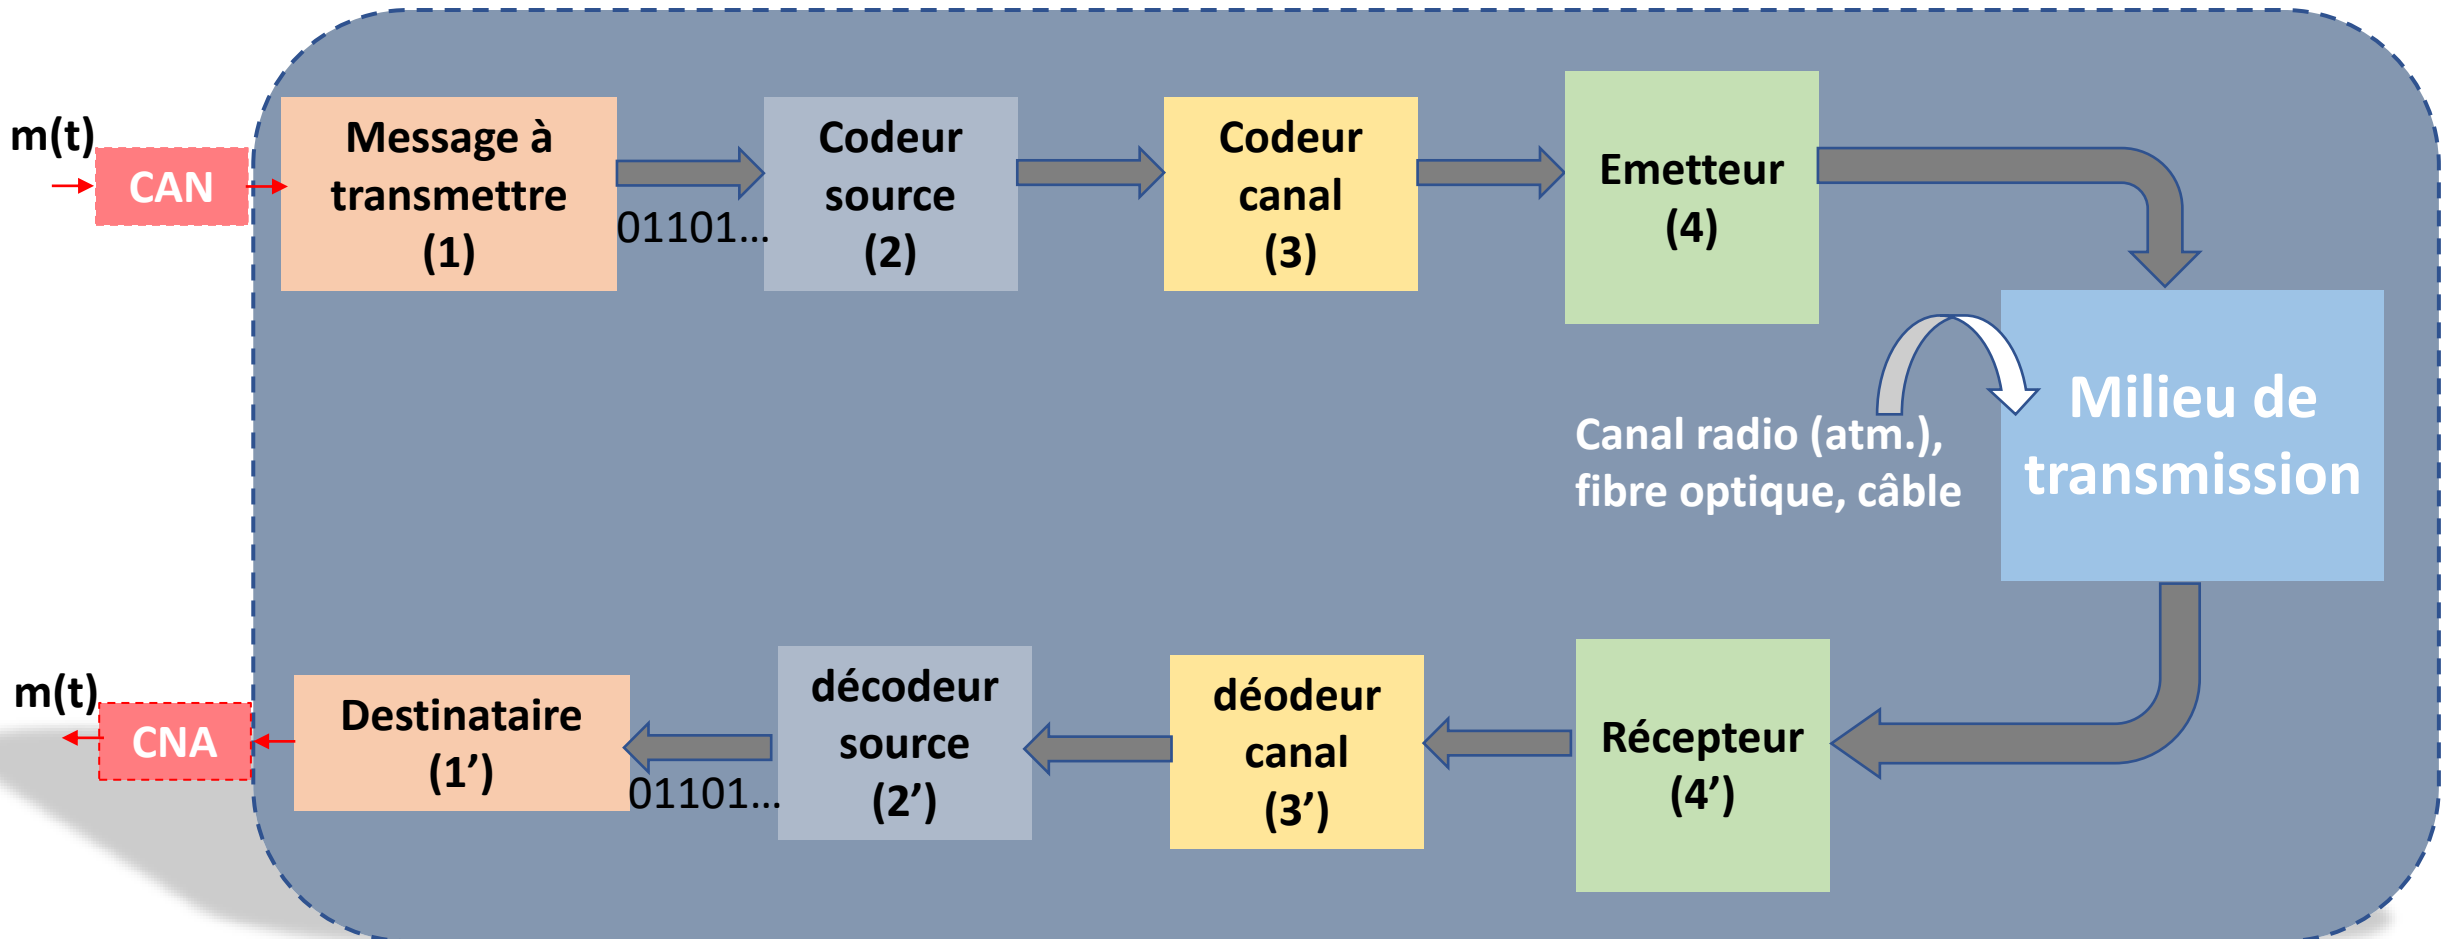 m(t)
CAN
Message à
transmettre
(1)
01101...
Codeur
source
(2)
Codeur
canal
(3)
Emetteur
(4)
Milieu de
transmission
Canal radio (atm.),
fibre optique, câble
m(t)
CNA
Destinataire
(1')
01101...
décodeur
source
(2')
déodeur
canal
(3')
Récepteur
(4')